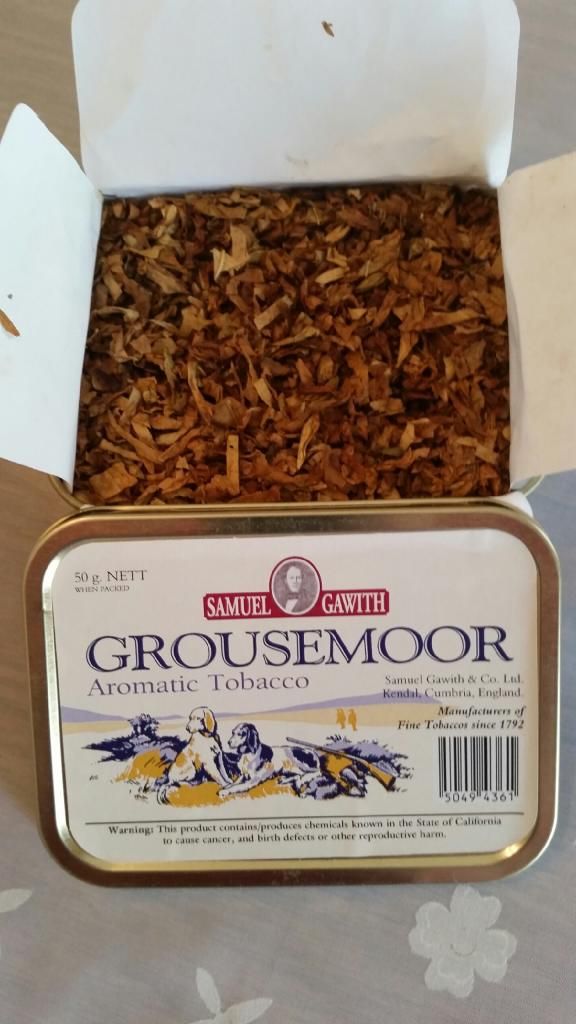 50 g. NETT
WHEN PACKED
SAMUEL GAWITH
GROUSEMOOR
Aromatic Tobacco
Samuel Gawith & Co. Ltd.
Kendal, Cumbria, England.
Manufacturers of
Fine Tobaccos since 1792
5049 4361
Warning: This product contains/produces chemicals known in the State of California
to cause cancer, and birth defects or other reproductive harm.